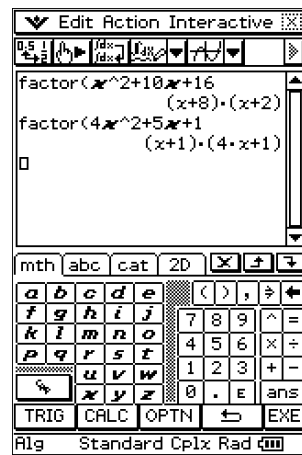 Edit Action Interactive
factor(x^2+10x+16
(x+8)·(x+2)
factor(4x^2+5x+1
(x+1)·(4·x+1)
mth abc cat 2D
a b c d e ( ) , ⇒
f g h i j 7 8 9 ^ =
k l m n o 4 5 6 × ÷
p q r s t 1 2 3 + −
u v w 0 . E ans
x y z
TRIG CALC OPTN EXE
Alg Standard Cplx Rad